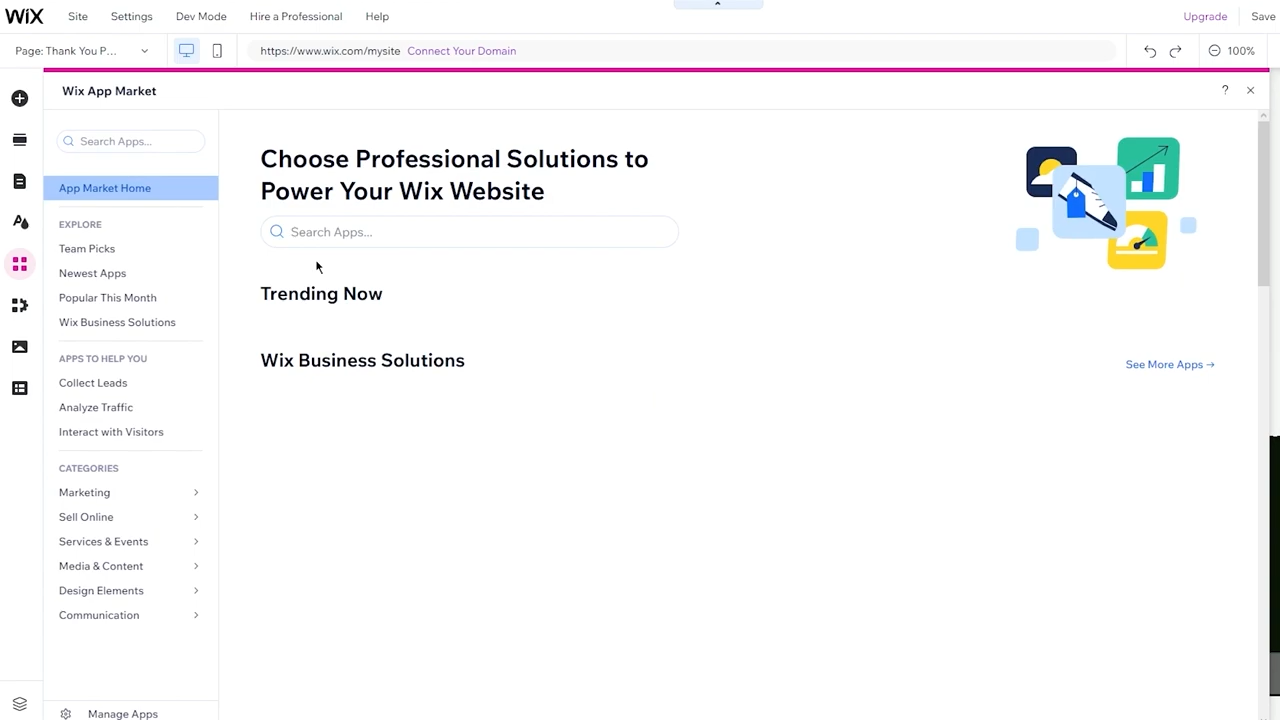 WiX Site Settings Dev Mode Hire a Professional Help Upgrade Save
Page: Thank You P... https://www.wix.com/mysite Connect Your Domain 100%
Wix App Market ?
Search Apps...
App Market Home
EXPLORE
Team Picks
Newest Apps
Popular This Month
Wix Business Solutions
APPS TO HELP YOU
Collect Leads
Analyze Traffic
Interact with Visitors
CATEGORIES
Marketing
Sell Online
Services & Events
Media & Content
Design Elements
Communication
Manage Apps
Choose Professional Solutions to
Power Your Wix Website
Search Apps...
Trending Now
Wix Business Solutions
See More Apps →